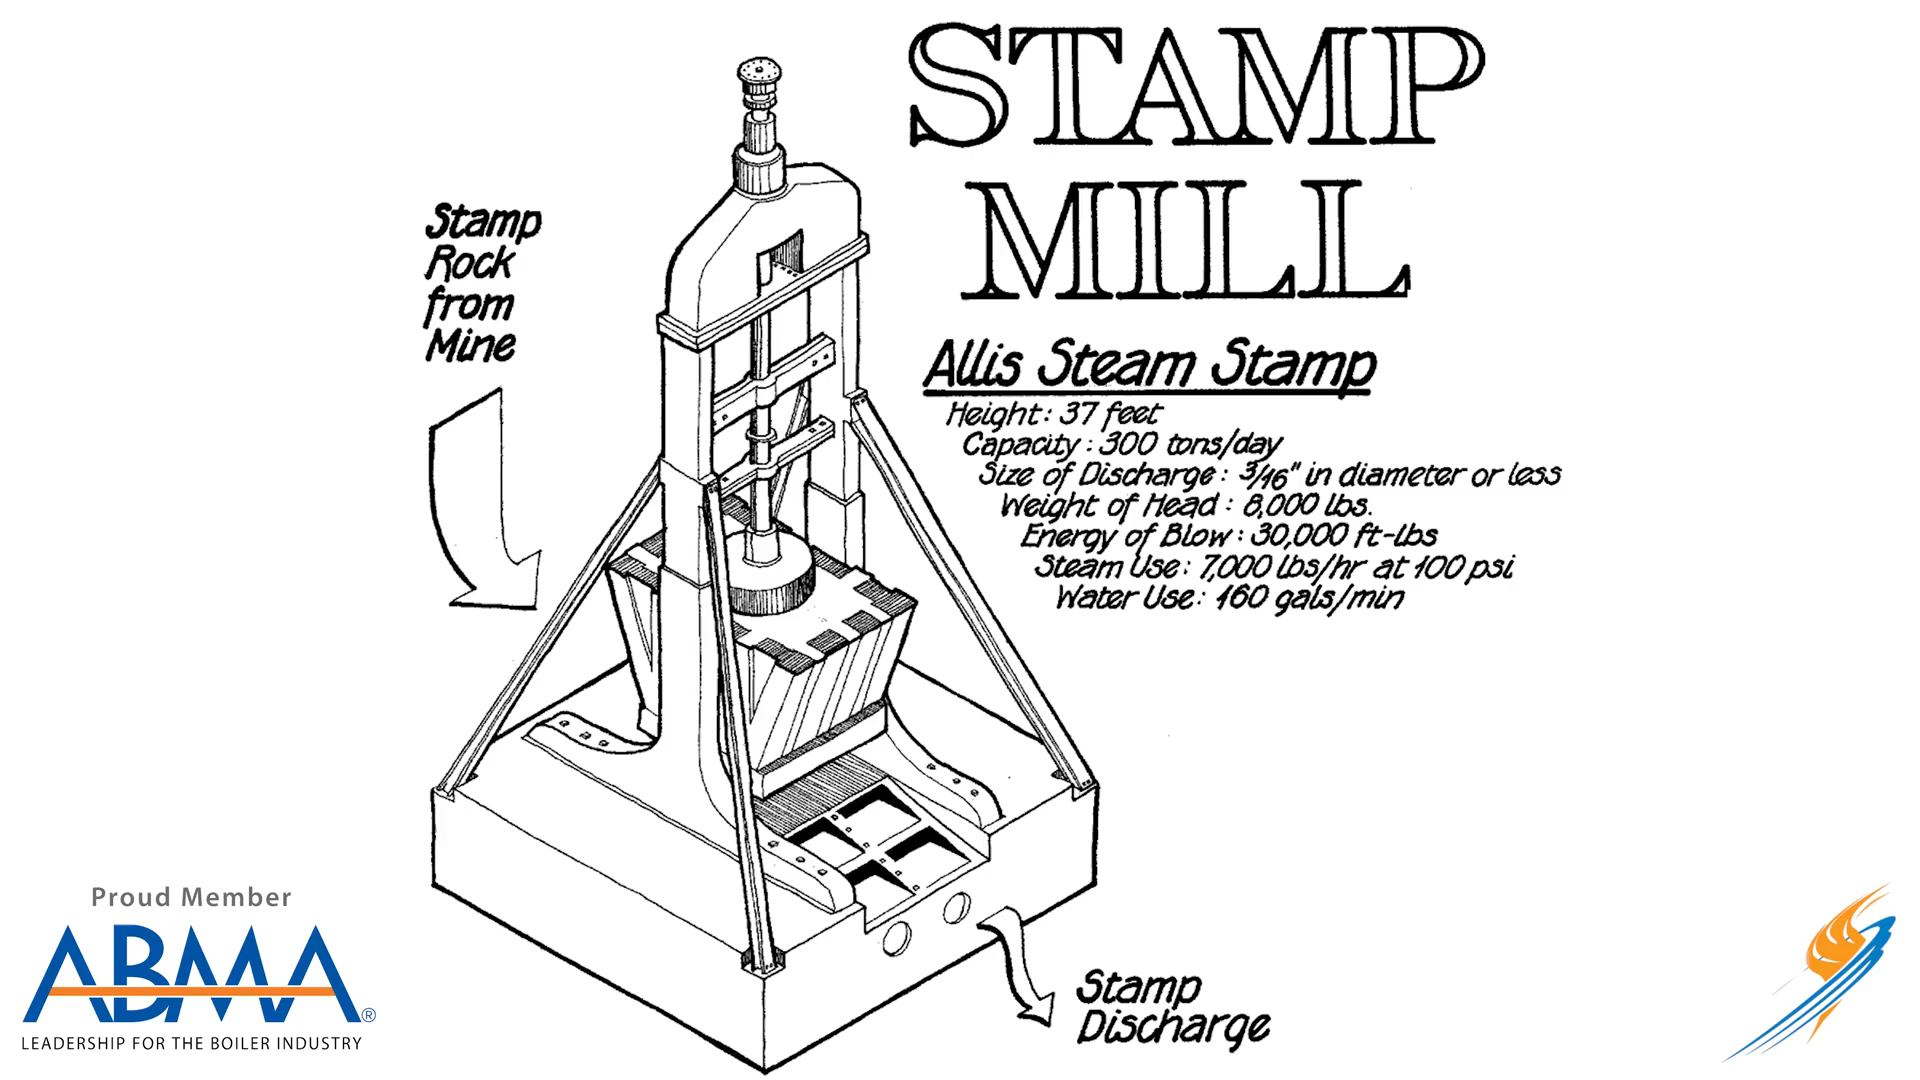 STAMP
MILL
Stamp
Rock
from
Mine
Allis Steam Stamp
Height: 37 feet
Capacity: 300 tons/day
Size of Discharge: 3/16" in diameter or less
Weight of Head: 8,000 lbs.
Energy of Blow: 30,000 ft-lbs
Steam Use: 7,000 lbs/hr at 100 psi
Water Use: 160 gals/min
Stamp
Discharge
Proud Member
ABMA®
LEADERSHIP FOR THE BOILER INDUSTRY